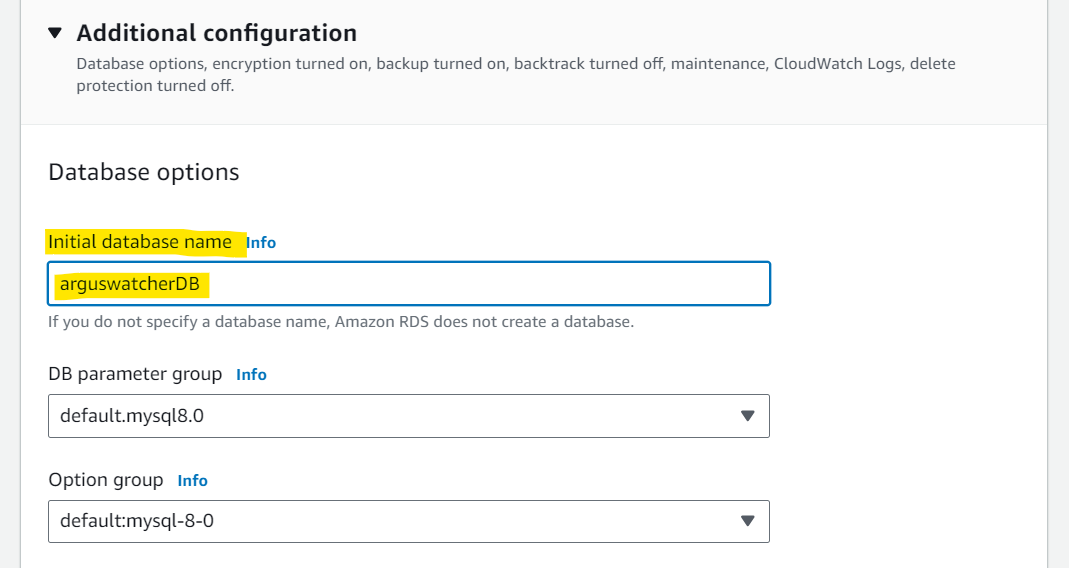 Additional configuration
Database options, encryption turned on, backup turned on, backtrack turned off, maintenance, CloudWatch Logs, delete
protection turned off.
Database options
Initial database name Info
arguswatcherDB
If you do not specify a database name, Amazon RDS does not create a database.
DB parameter group Info
default.mysql8.0
Option group Info
default:mysql-8-0